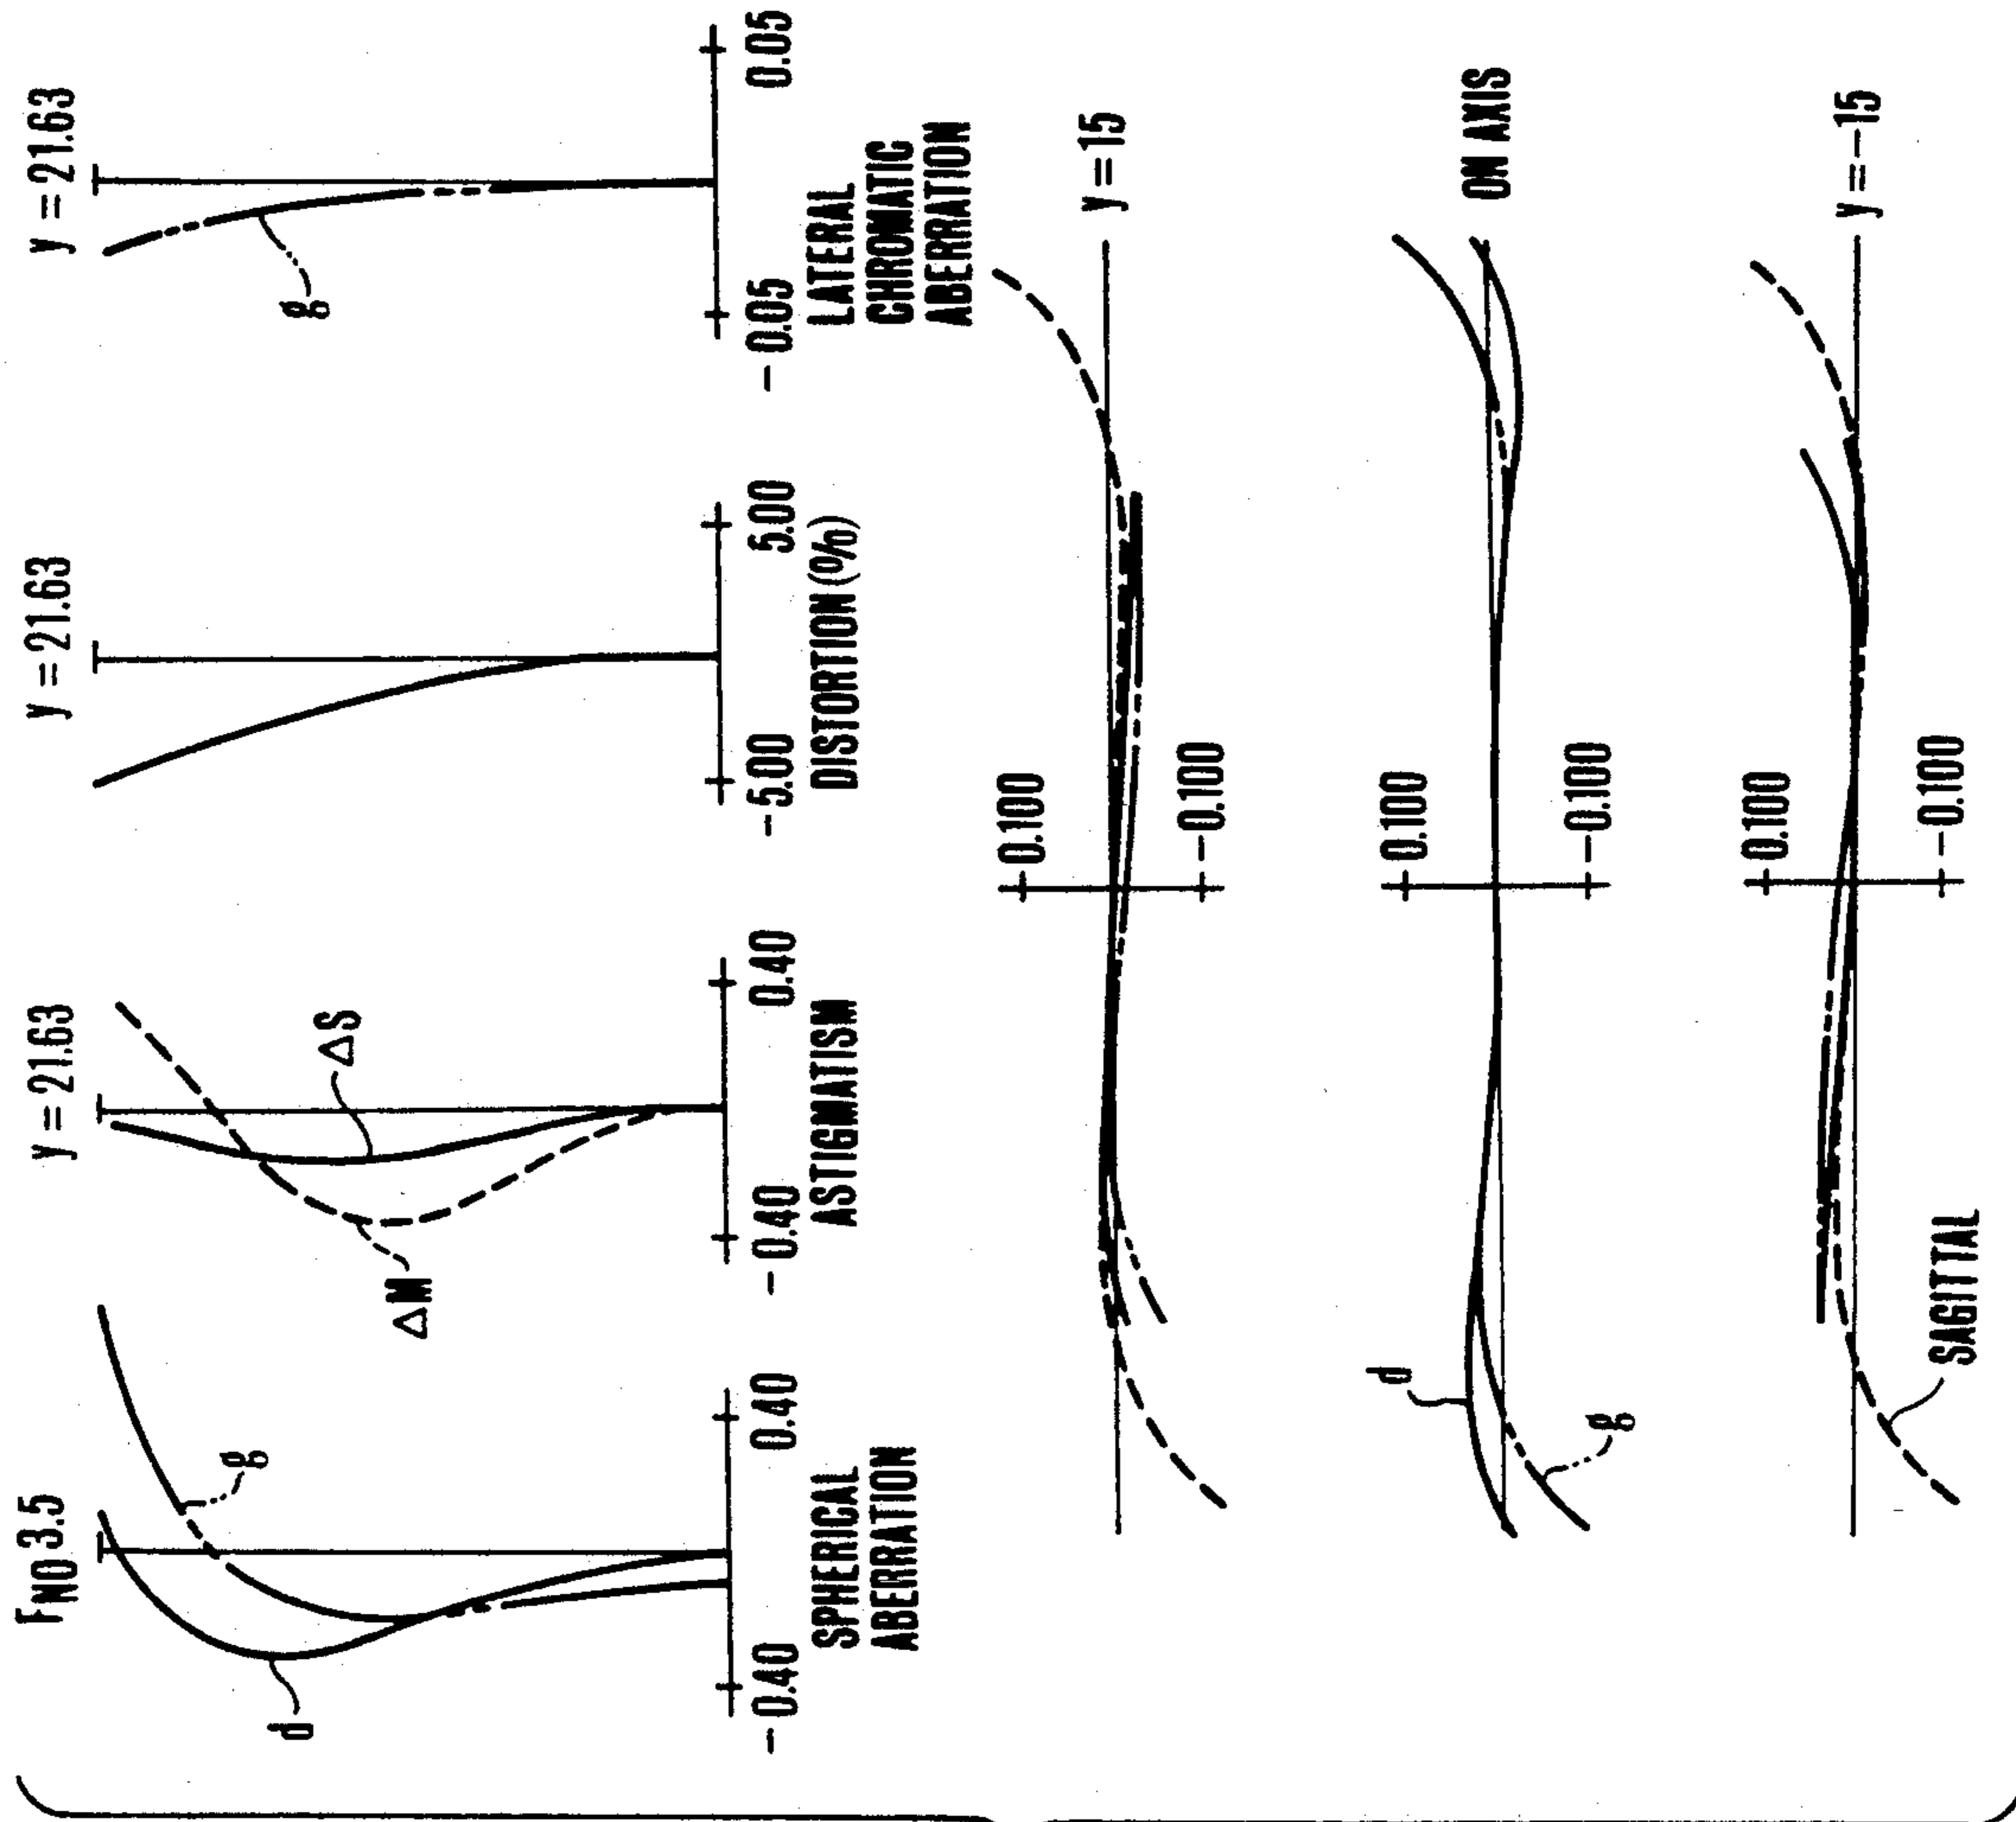 FNO 3.5
d
g
-0.40
0.40
SPHERICAL
ABERRATION
y = 21.63
ΔM
ΔS
-0.40
0.40
ASTIGMATISM
y = 21.63
-5.00
5.00
DISTORTION (%)
y = 21.63
g
-0.05
0.05
LATERAL
CHROMATIC
ABERRATION
0.100
-0.100
y = 15
d
g
0.100
-0.100
ON AXIS
SAGITTAL
0.100
-0.100
y = -15